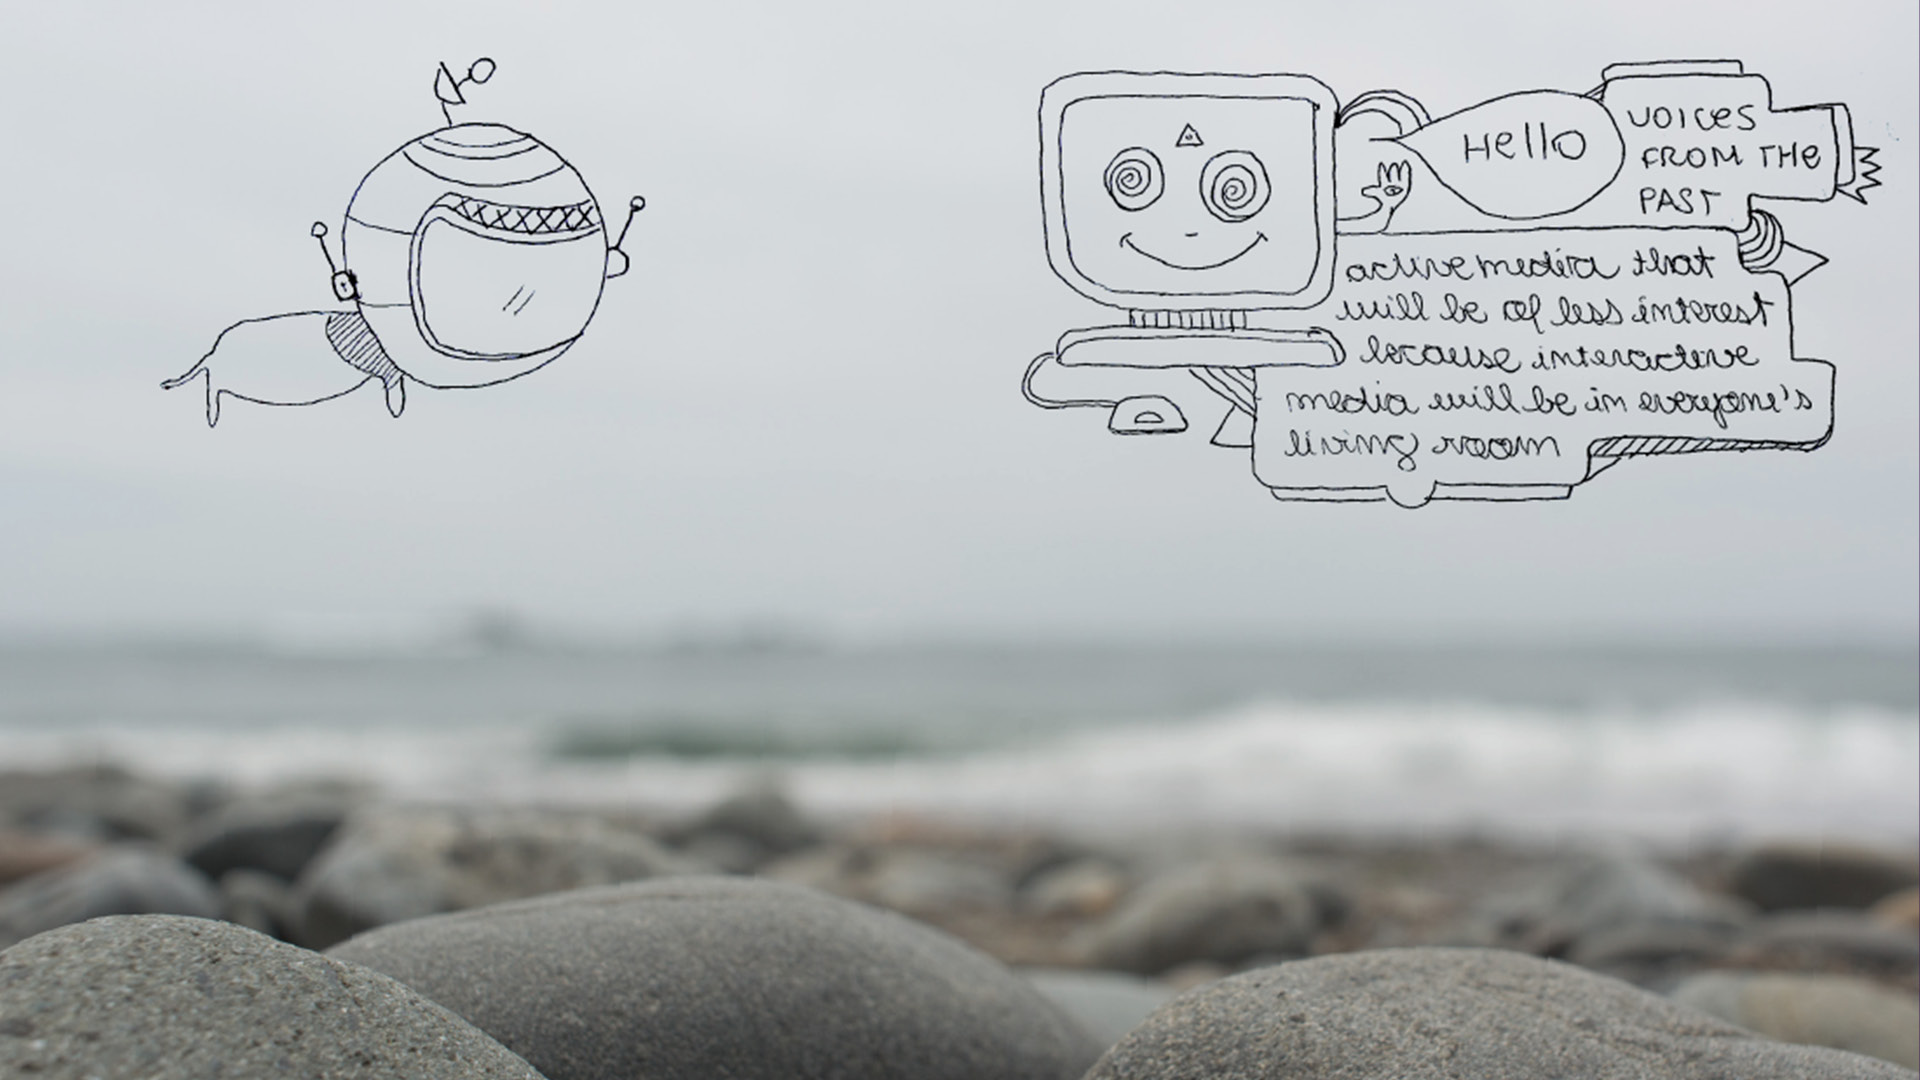 Hello
VOICES
FROM THE
PAST
active media that
will be of less interest
because interactive
media will be in everyone's
living room